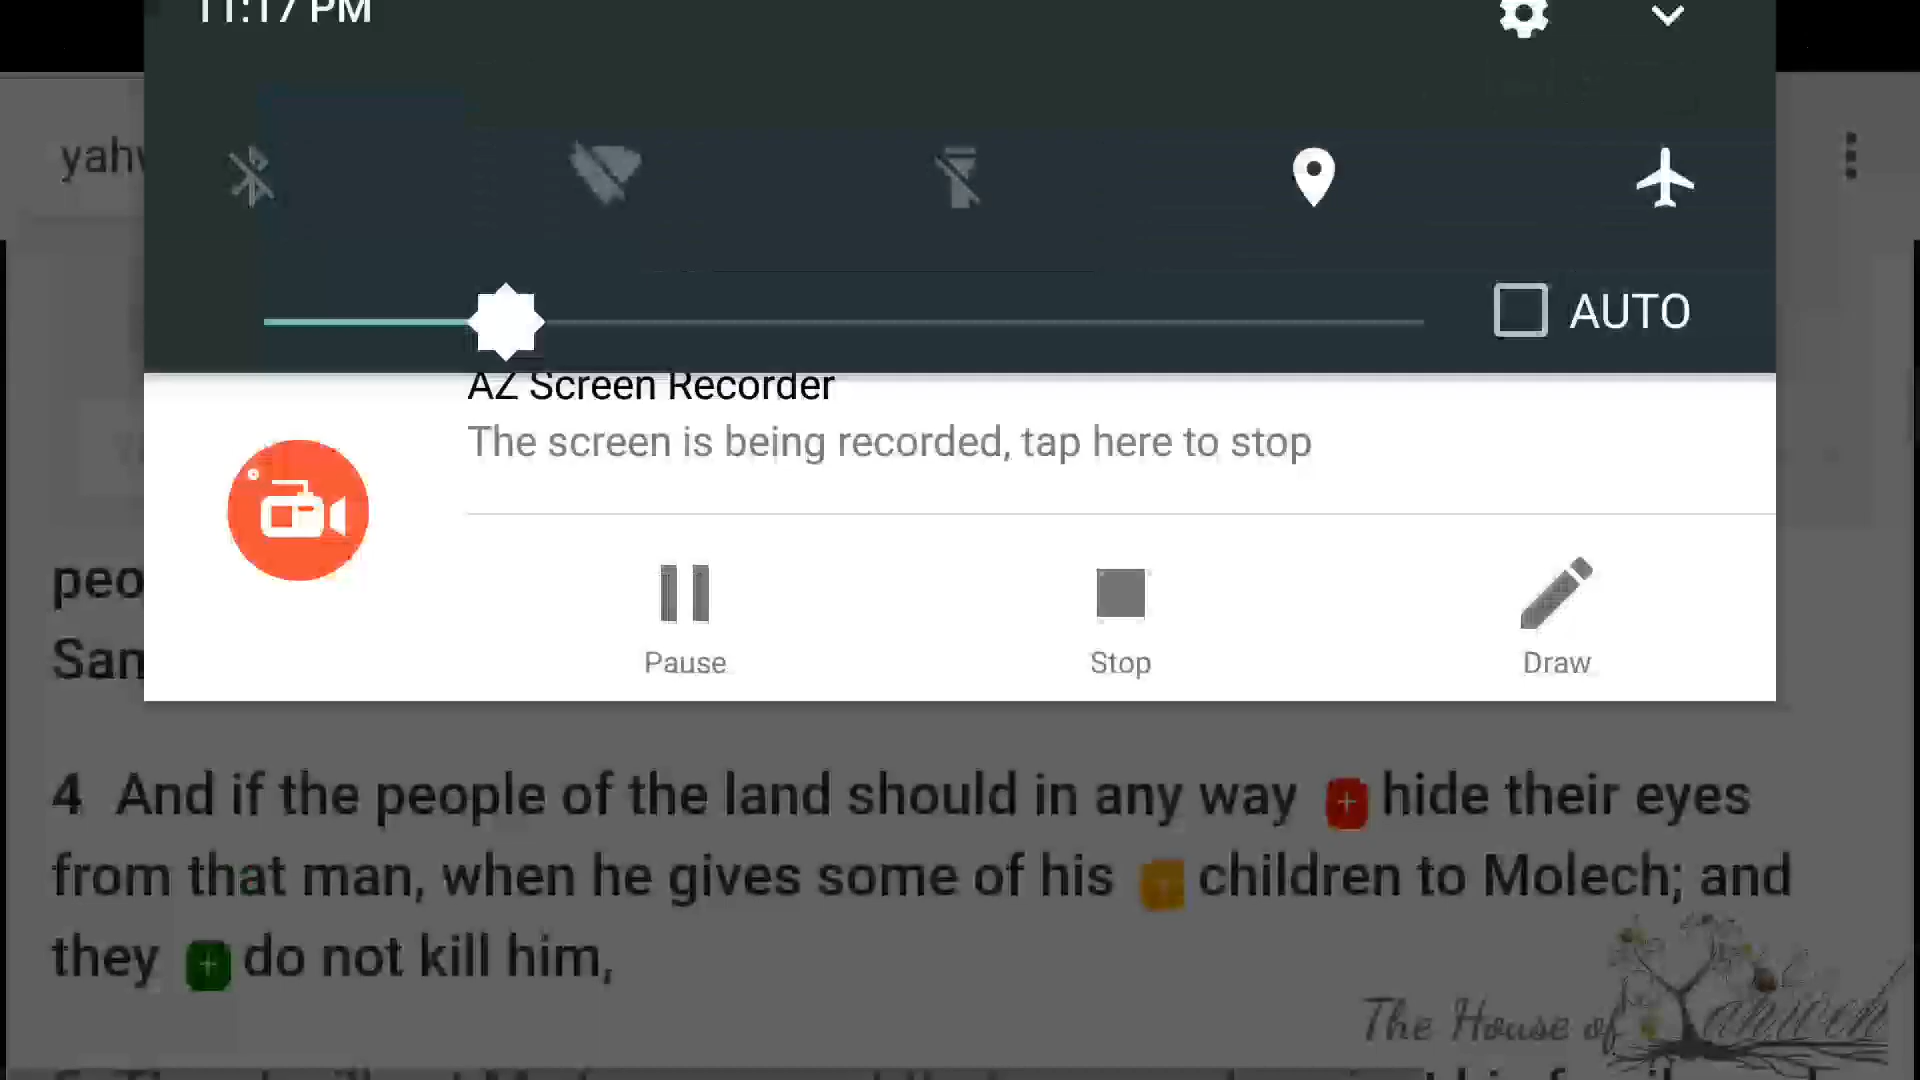 11:17 PM
yahw
AUTO
AZ Screen Recorder
The screen is being recorded, tap here to stop
peo
San
Pause
Stop
Draw
4 And if the people of the land should in any way + hide their eyes
from that man, when he gives some of his + children to Molech; and
they + do not kill him,
The House of Yahweh